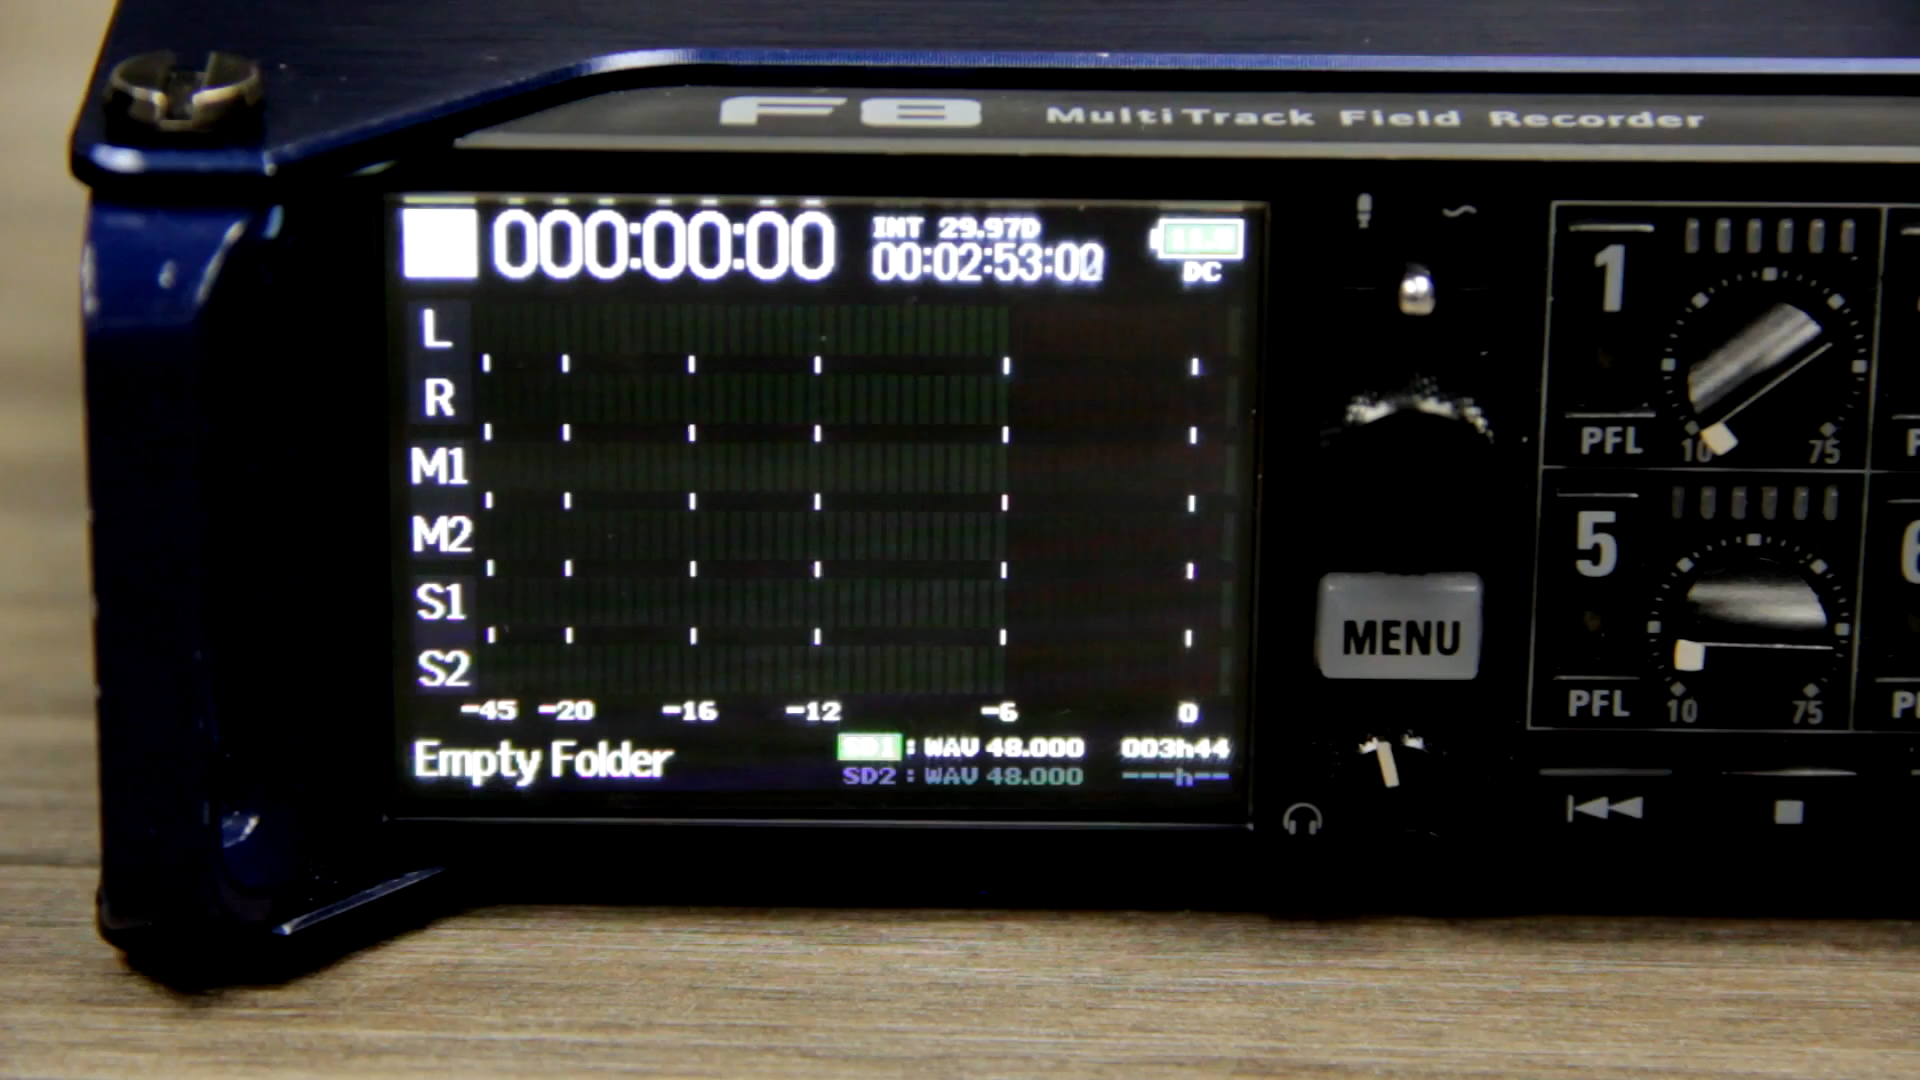 F8 MultiTrack Field Recorder
000:00:00
INT 29.97D
00:02:53:00
DC
L
R
M1
M2
S1
S2
-45 -20 -16 -12 -6 0
Empty Folder
SD1 : WAV 48.000 003h44
SD2 : WAV 48.000 ---h--
MENU
1
PFL 10 75
5 6
PFL 10 75